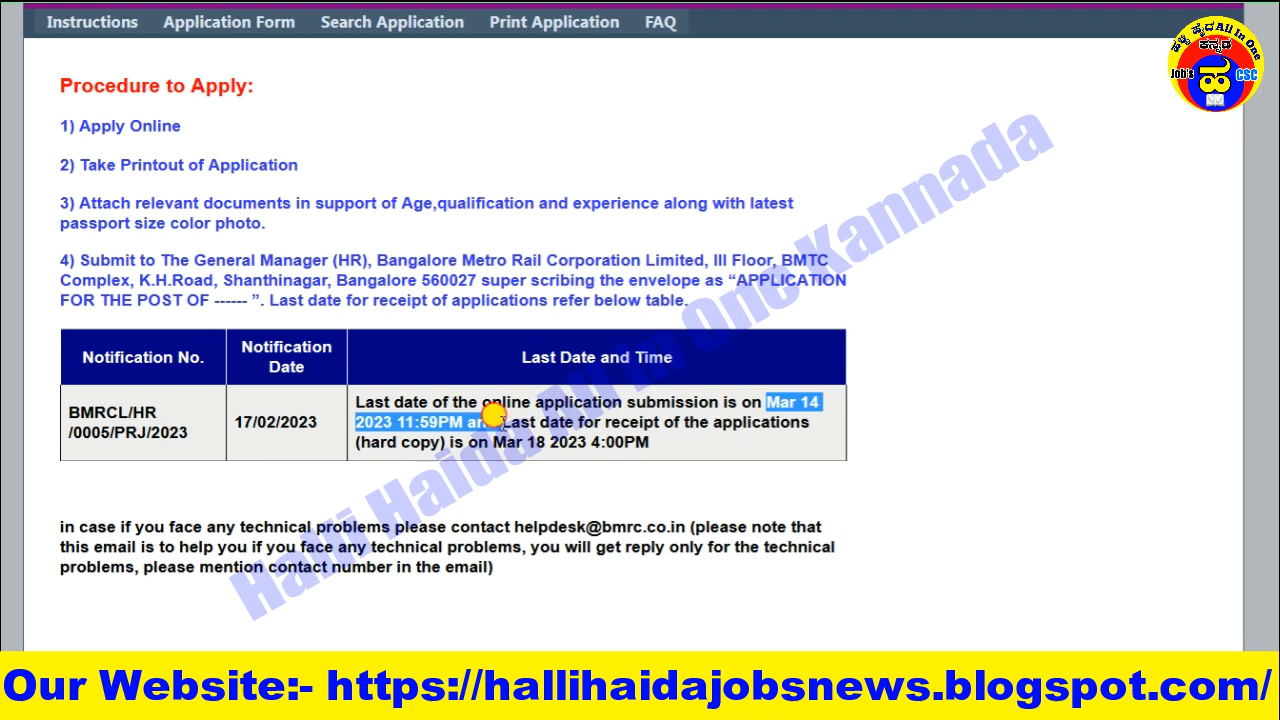 Instructions Application Form Search Application Print Application FAQ
ಹಳ್ಳಿ ಹೈದ All In One
ಕನ್ನಡ
Job's
CSC
Procedure to Apply:
1) Apply Online
2) Take Printout of Application
3) Attach relevant documents in support of Age,qualification and experience along with latest
passport size color photo.
4) Submit to The General Manager (HR), Bangalore Metro Rail Corporation Limited, III Floor, BMTC
Complex, K.H.Road, Shanthinagar, Bangalore 560027 super scribing the envelope as “APPLICATION
FOR THE POST OF ------ ”. Last date for receipt of applications refer below table.
Notification No.
Notification
Date
Last Date and Time
BMRCL/HR
/0005/PRJ/2023
17/02/2023
Last date of the online application submission is on Mar 14
2023 11:59PM Last date for receipt of the applications
(hard copy) is on Mar 18 2023 4:00PM
Halli Haida All In One Kannada
in case if you face any technical problems please contact helpdesk@bmrc.co.in (please note that
this email is to help you if you face any technical problems, you will get reply only for the technical
problems, please mention contact number in the email)
Our Website:- https://hallihaidajobsnews.blogspot.com/